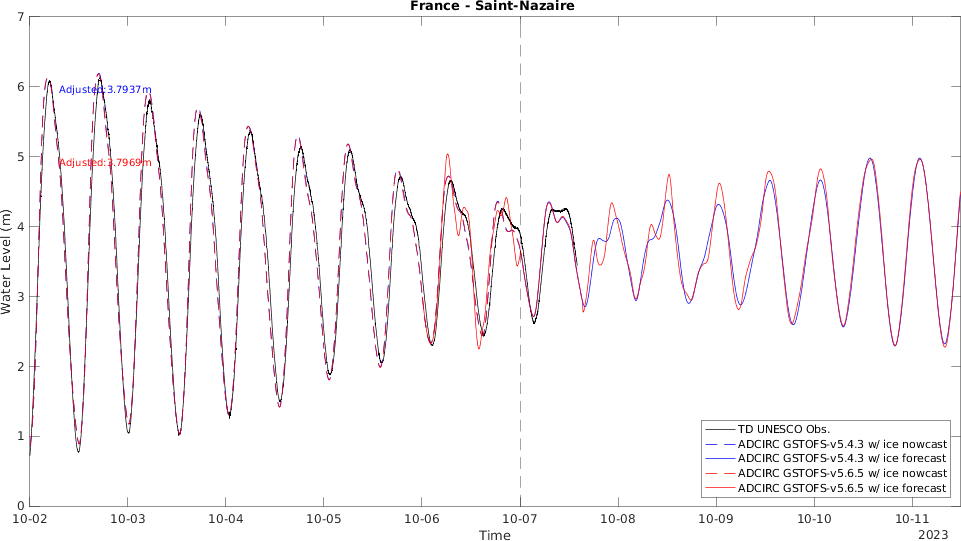 France - Saint-Nazaire
7
6
5
4
3
2
1
0
Water Level (m)
Adjusted:3.7937m
Adjusted:3.7969m
TD UNESCO Obs.
ADCIRC GSTOFS-v5.4.3 w/ ice nowcast
ADCIRC GSTOFS-v5.4.3 w/ ice forecast
ADCIRC GSTOFS-v5.6.5 w/ ice nowcast
ADCIRC GSTOFS-v5.6.5 w/ ice forecast
10-02 10-03 10-04 10-05 10-06 10-07 10-08 10-09 10-10 10-11
Time
2023